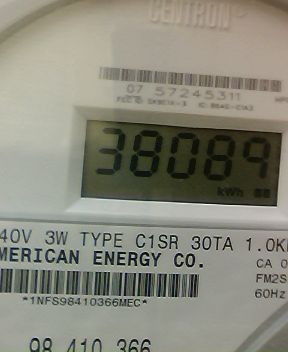 CENTRON
07 57245311
38089
kWh
40V 3W TYPE C1SR 30TA 1.0K
MERICAN ENERGY CO.
CA 0
FM2S
60Hz
*1NFS98410366MEC*
98 410 366